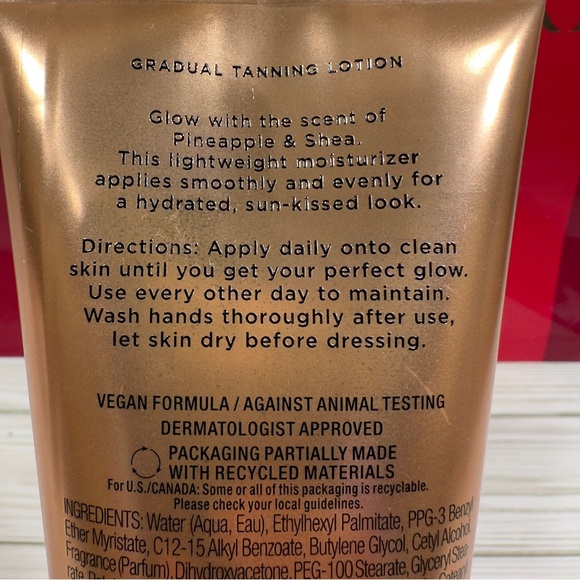 GRADUAL TANNING LOTION
Glow with the scent of
Pineapple & Shea.
This lightweight moisturizer
applies smoothly and evenly for
a hydrated, sun-kissed look.
Directions: Apply daily onto clean
skin until you get your perfect glow.
Use every other day to maintain.
Wash hands thoroughly after use,
let skin dry before dressing.
VEGAN FORMULA / AGAINST ANIMAL TESTING
DERMATOLOGIST APPROVED
PACKAGING PARTIALLY MADE
WITH RECYCLED MATERIALS
For U.S./CANADA: Some or all of this packaging is recyclable.
Please check your local guidelines.
INGREDIENTS: Water (Aqua, Eau), Ethylhexyl Palmitate, PPG-3 Benzyl
Ether Myristate, C12-15 Alkyl Benzoate, Butylene Glycol, Cetyl Alcohol,
Fragrance (Parfum), Dihydroxyacetone, PEG-100 Stearate, Glyceryl Stea-